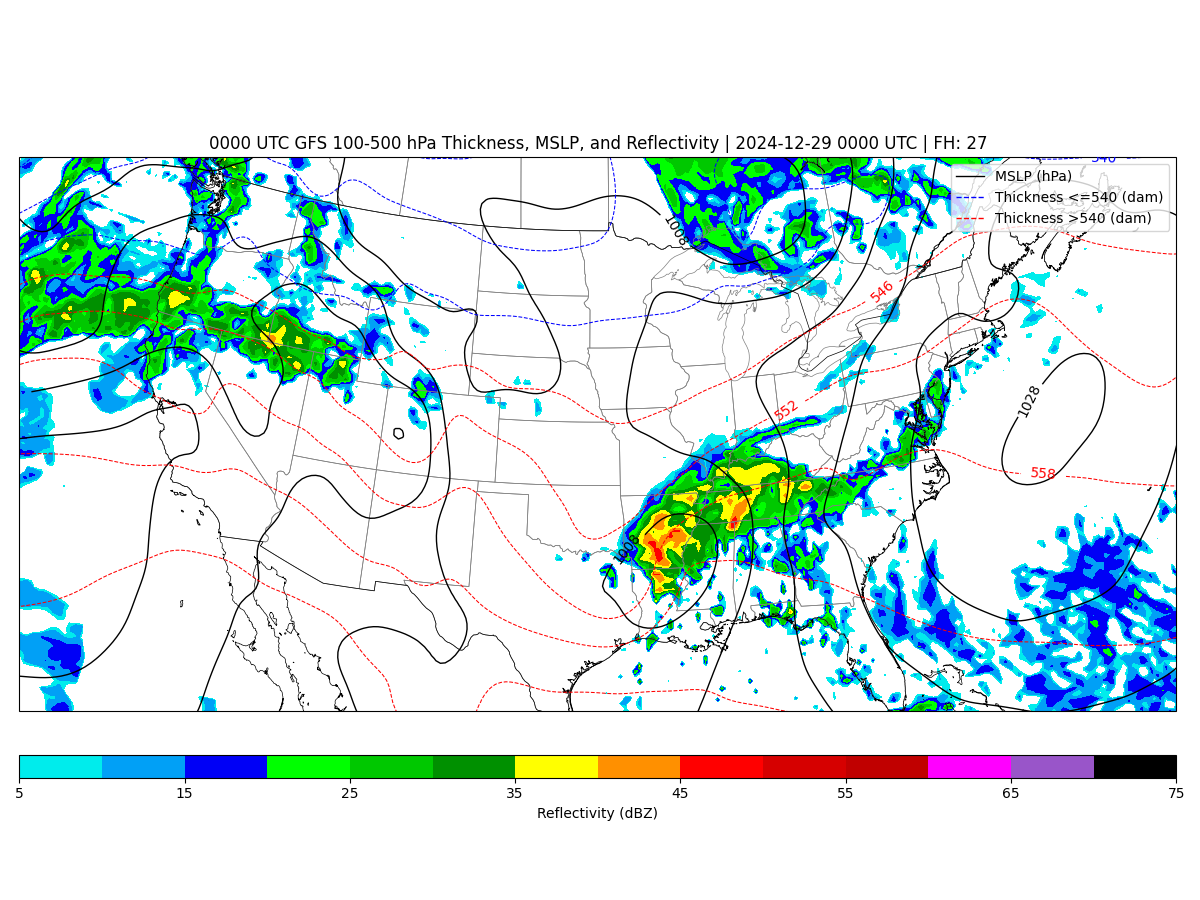 0000 UTC GFS 100-500 hPa Thickness, MSLP, and Reflectivity | 2024-12-29 0000 UTC | FH: 27
540
MSLP (hPa)
Thickness <=540 (dam)
Thickness >540 (dam)
1008
546
552
1028
558
1008
5 15 25 35 45 55 65 75
Reflectivity (dBZ)